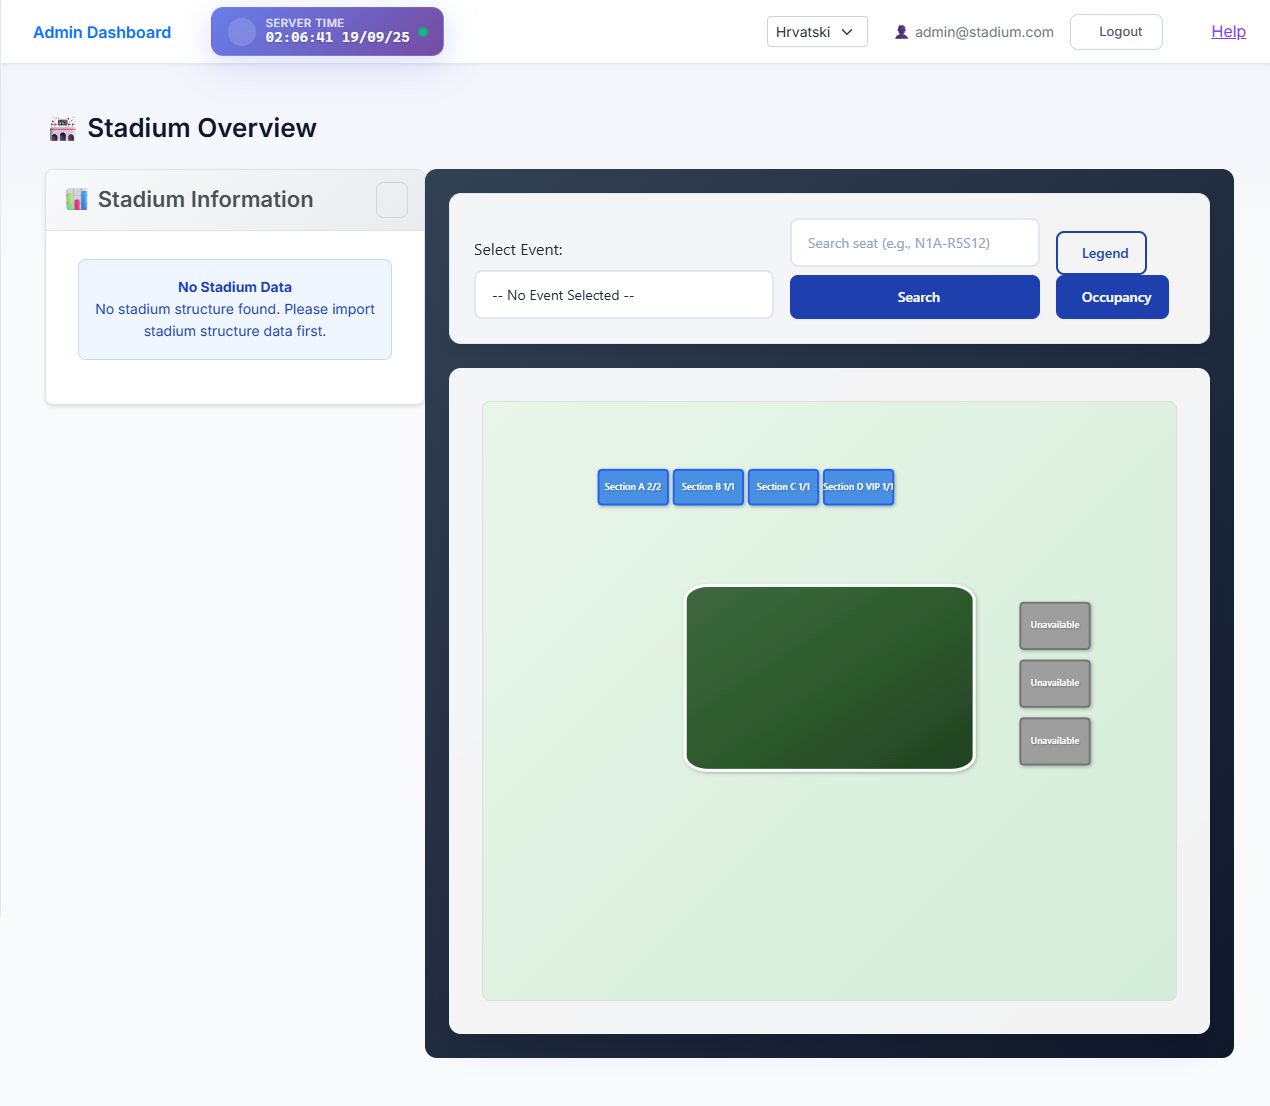 Admin Dashboard
SERVER TIME
02:06:41 19/09/25
Hrvatski
admin@stadium.com
Logout
Help
Stadium Overview
Stadium Information
No Stadium Data
No stadium structure found. Please import
stadium structure data first.
Select Event:
-- No Event Selected --
Search seat (e.g., N1A-R5S12)
Search
Legend
Occupancy
Section A 2/2
Section B 1/1
Section C 1/1
Section D VIP 1/1
Unavailable
Unavailable
Unavailable